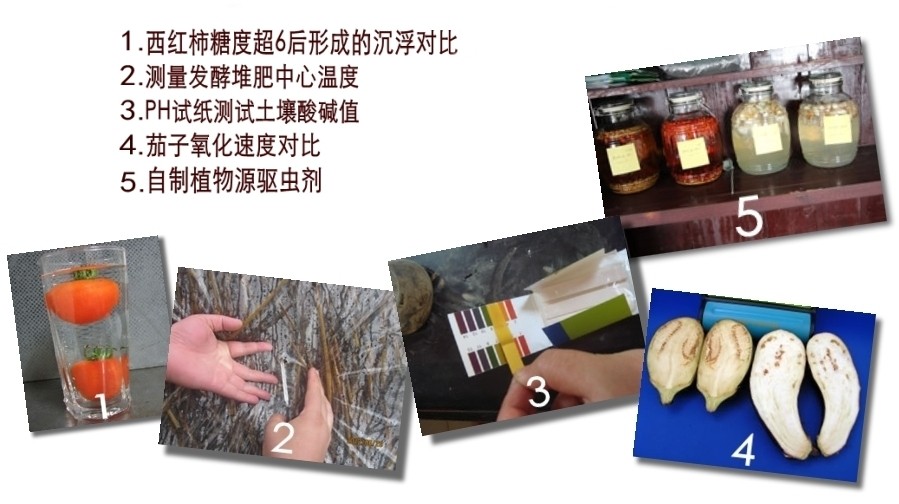 1.西红柿糖度超6后形成的沉浮对比
2.测量发酵堆肥中心温度
3.PH试纸测试土壤酸碱值
4.茄子氧化速度对比
5.自制植物源驱虫剂
5
1
2
3
4